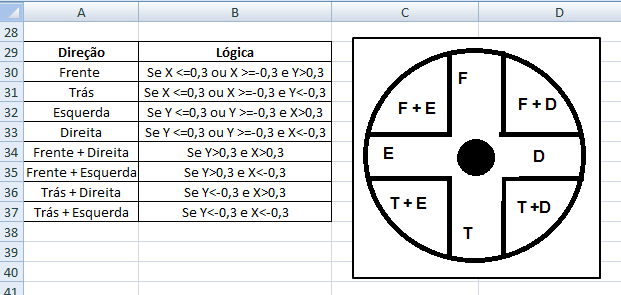 A B C D
28
29 Direção Lógica
30 Frente Se X <=0,3 ou X >=-0,3 e Y>0,3
31 Trás Se X <=0,3 ou X >=-0,3 e Y<-0,3
32 Esquerda Se Y <=0,3 ou Y >=-0,3 e X>0,3
33 Direita Se Y <=0,3 ou Y >=-0,3 e X<-0,3
34 Frente + Direita Se Y>0,3 e X>0,3
35 Frente + Esquerda Se Y>0,3 e X<-0,3
36 Trás + Direita Se Y<-0,3 e X>0,3
37 Trás + Esquerda Se Y<-0,3 e X<-0,3
38
39
40
41
F
F + E F + D
E D
T + E T +D
T